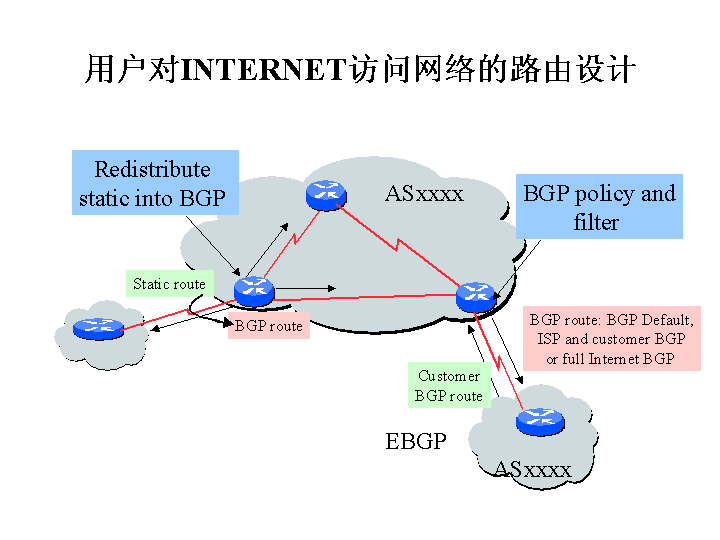 用户对INTERNET访问网络的路由设计
Redistribute
static into BGP
ASxxxx
BGP policy and
filter
Static route
BGP route
BGP route: BGP Default,
ISP and customer BGP
or full Internet BGP
Customer
BGP route
EBGP
ASxxxx